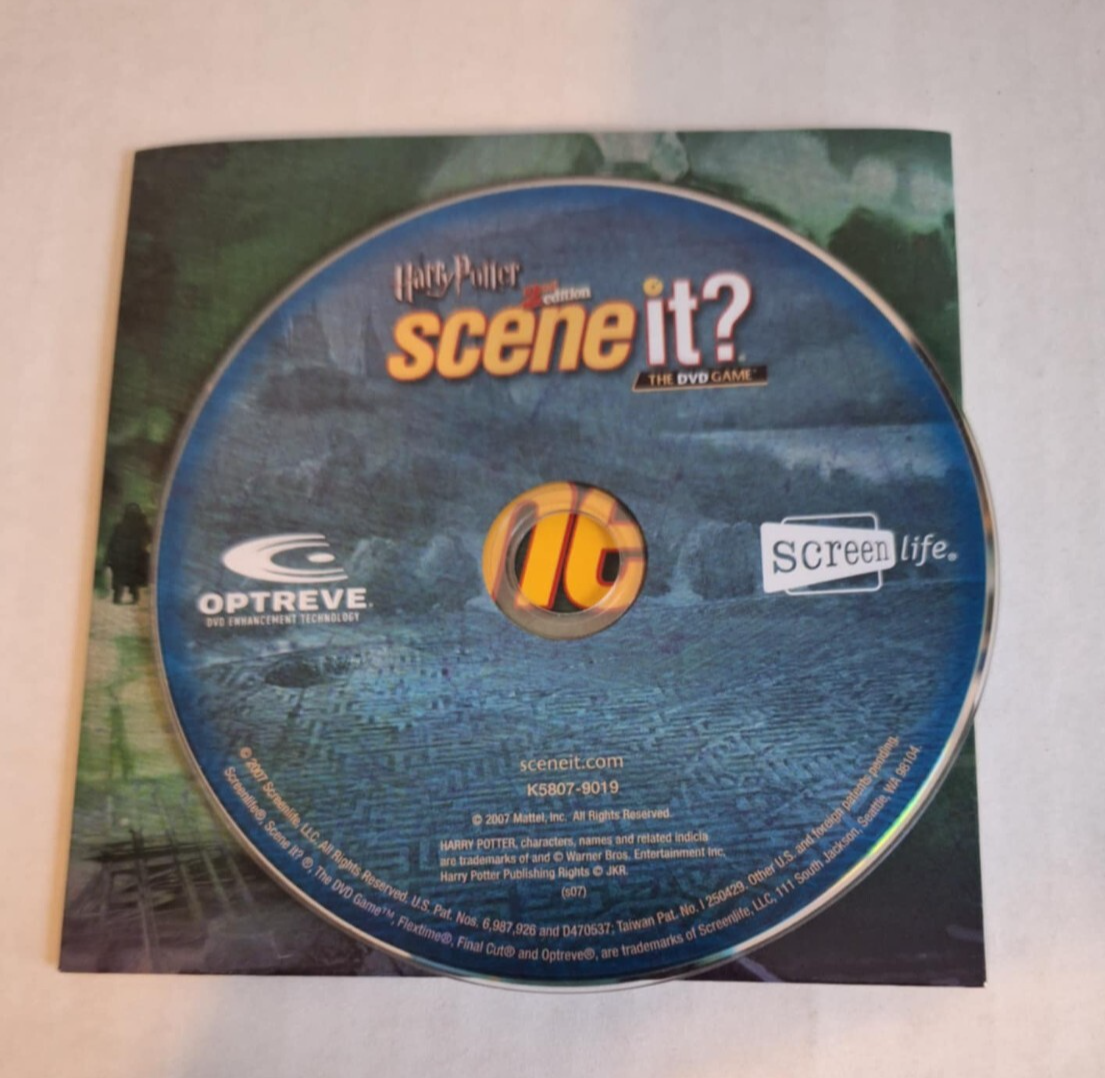 Harry Potter
2nd edition
scene it?
THE DVD GAME™
OPTREVE®
DVD ENHANCEMENT TECHNOLOGY
screenlife®
sceneit.com
K5807-9019
© 2007 Mattel, Inc. All Rights Reserved.
HARRY POTTER, characters, names and related indicia
are trademarks of and © Warner Bros. Entertainment Inc.
Harry Potter Publishing Rights © JKR.
(s07)
© 2007 Screenlife, LLC. All Rights Reserved. U.S. Pat. Nos. 6,987,926 and D470537; Taiwan Pat. No. I 250429. Other U.S. and foreign patents pending.
Screenlife®, Scene It? ®, The DVD Game™, Flextime®, Final Cut® and Optreve®, are trademarks of Screenlife, LLC, 111 South Jackson, Seattle, WA 98104.